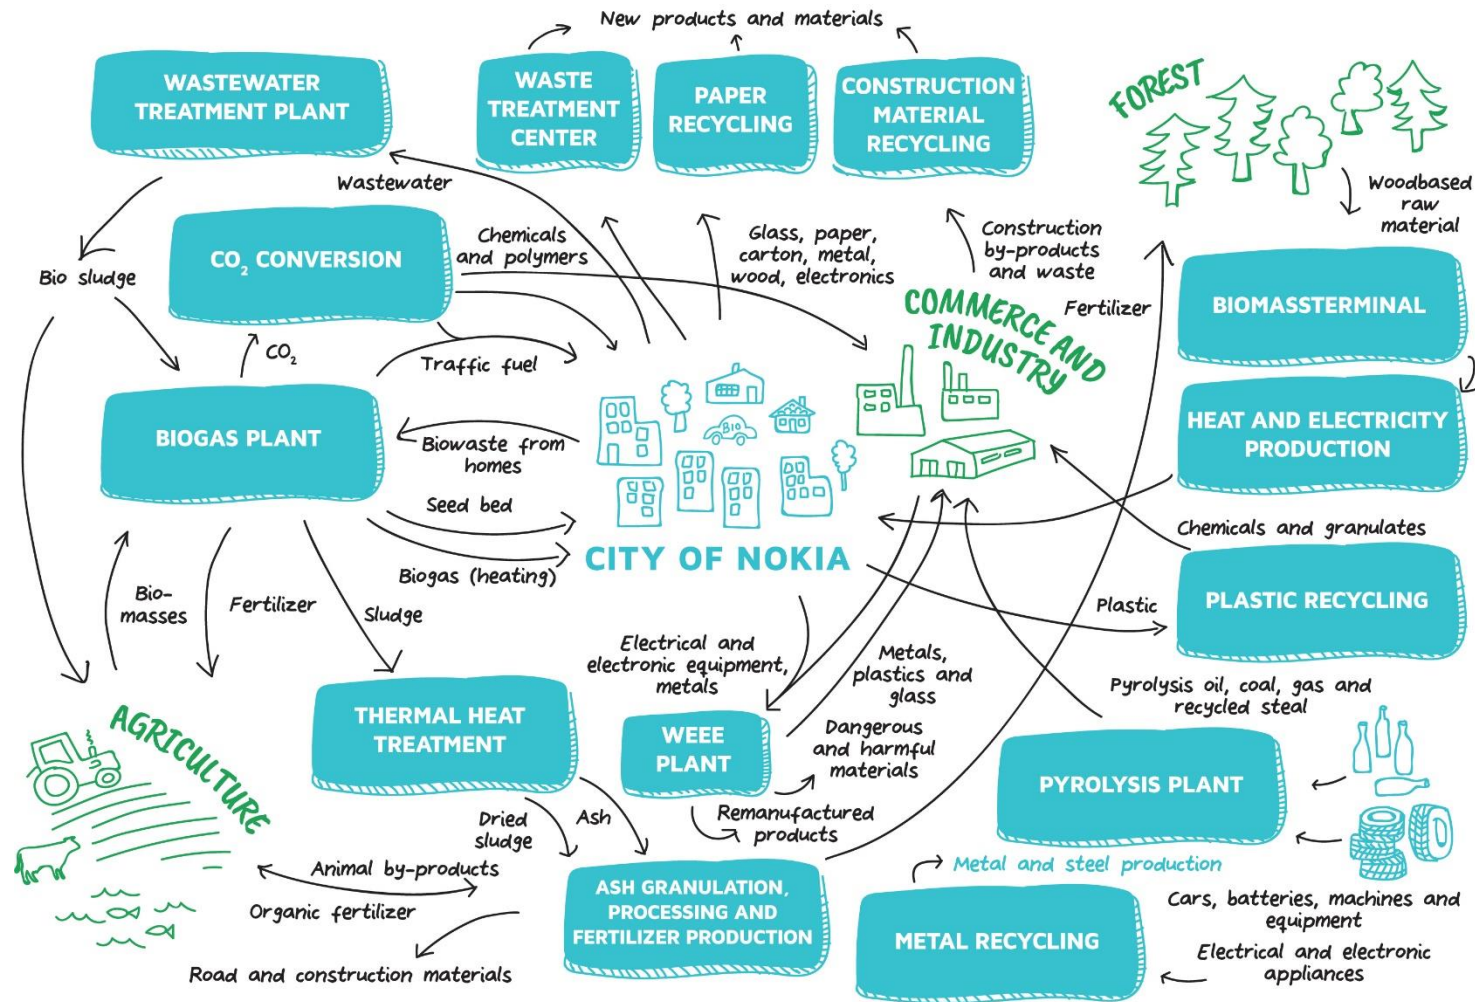 New products and materials
WASTEWATER
TREATMENT PLANT
WASTE
TREATMENT
CENTER
PAPER
RECYCLING
CONSTRUCTION
MATERIAL
RECYCLING
FOREST
Wastewater
Woodbased
raw
material
CO₂ CONVERSION
Chemicals
and polymers
Glass, paper,
carton, metal,
wood, electronics
Construction
by-products
and waste
Fertilizer
Bio sludge
BIOMASSTERMINAL
COMMERCE AND
INDUSTRY
CO₂
Traffic fuel
BIOGAS PLANT
BIO
HEAT AND ELECTRICITY
PRODUCTION
Biowaste from
homes
Seed bed
Biogas (heating)
CITY OF NOKIA
Chemicals and granulates
PLASTIC RECYCLING
Plastic
Bio-
masses
Fertilizer
Sludge
Electrical and
electronic equipment,
metals
Metals,
plastics and
glass
Pyrolysis oil, coal, gas and
recycled steal
AGRICULTURE
THERMAL HEAT
TREATMENT
WEEE
PLANT
Dangerous
and harmful
materials
PYROLYSIS PLANT
Dried
sludge
Ash
Remanufactured
products
Animal by-products
Organic fertilizer
ASH GRANULATION,
PROCESSING AND
FERTILIZER PRODUCTION
Metal and steel production
METAL RECYCLING
Cars, batteries, machines and
equipment
Electrical and electronic
appliances
Road and construction materials